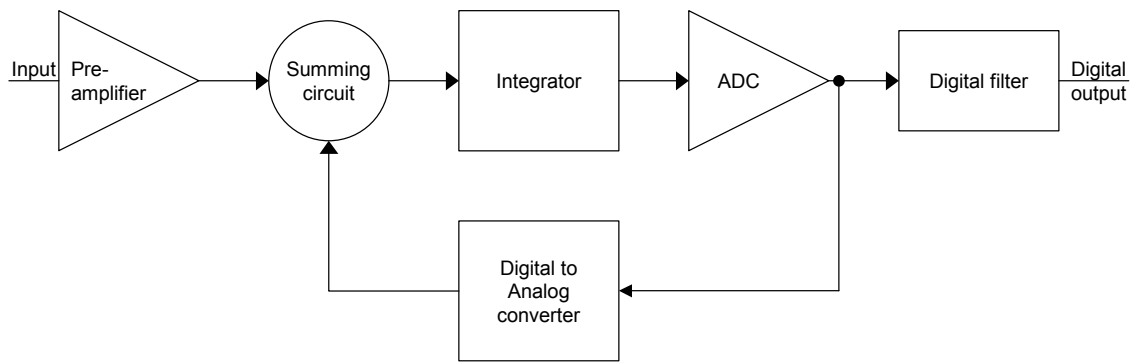 Input
Pre-
amplifier
Summing
circuit
Integrator
ADC
Digital filter
Digital
output
Digital to
Analog
converter